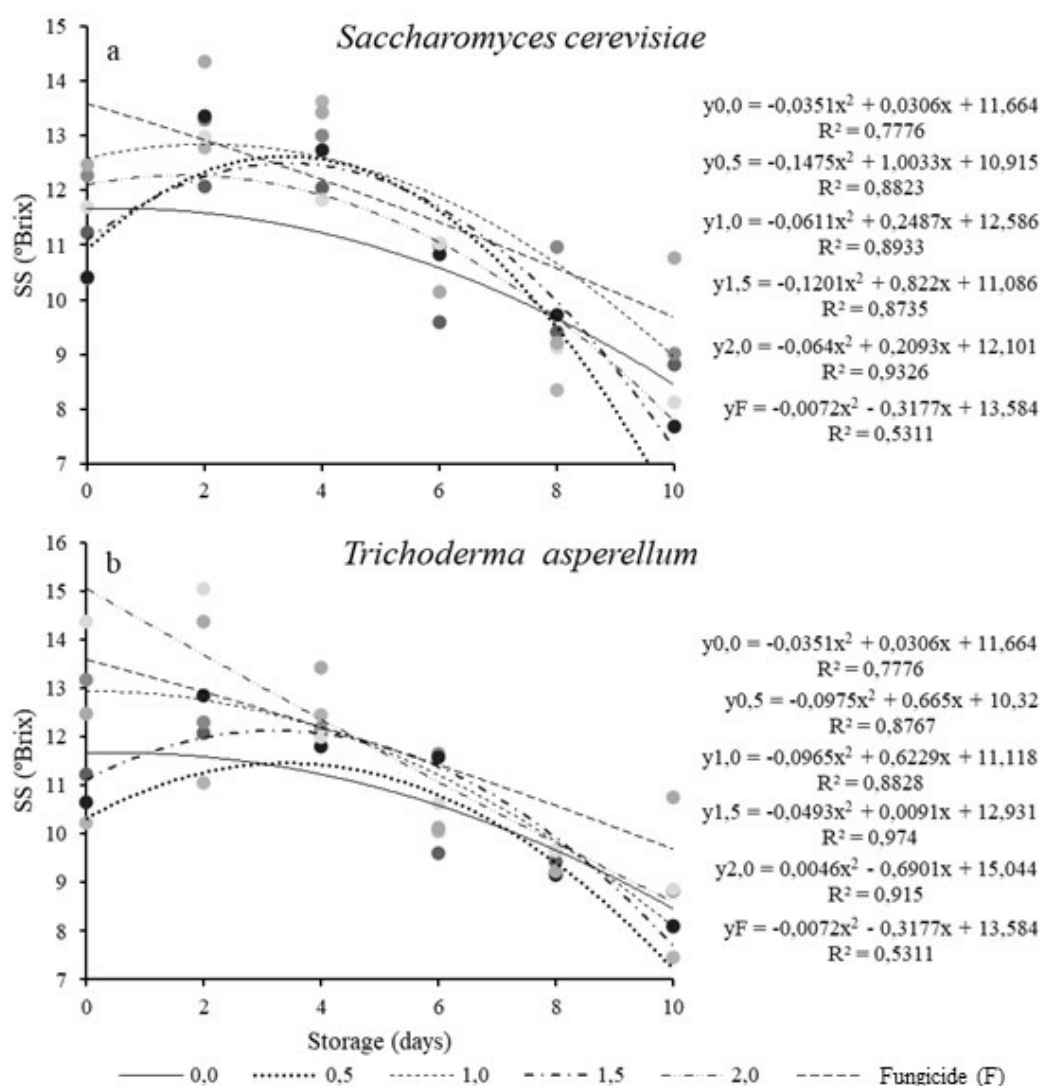 a
Saccharomyces cerevisiae
15
14
13
12
11
10
9
8
7
SS (ºBrix)
0 2 4 6 8 10
y0,0 = -0,0351x² + 0,0306x + 11,664
R² = 0,7776
y0,5 = -0,1475x² + 1,0033x + 10,915
R² = 0,8823
y1,0 = -0,0611x² + 0,2487x + 12,586
R² = 0,8933
y1,5 = -0,1201x² + 0,822x + 11,086
R² = 0,8735
y2,0 = -0,064x² + 0,2093x + 12,101
R² = 0,9326
yF = -0,0072x² - 0,3177x + 13,584
R² = 0,5311
b
Trichoderma asperellum
16
15
14
13
12
11
10
9
8
7
SS (ºBrix)
0 2 4 6 8 10
Storage (days)
y0,0 = -0,0351x² + 0,0306x + 11,664
R² = 0,7776
y0,5 = -0,0975x² + 0,665x + 10,32
R² = 0,8767
y1,0 = -0,0965x² + 0,6229x + 11,118
R² = 0,8828
y1,5 = -0,0493x² + 0,0091x + 12,931
R² = 0,974
y2,0 = 0,0046x² - 0,6901x + 15,044
R² = 0,915
yF = -0,0072x² - 0,3177x + 13,584
R² = 0,5311
0,0 0,5 1,0 1,5 2,0 Fungicide (F)